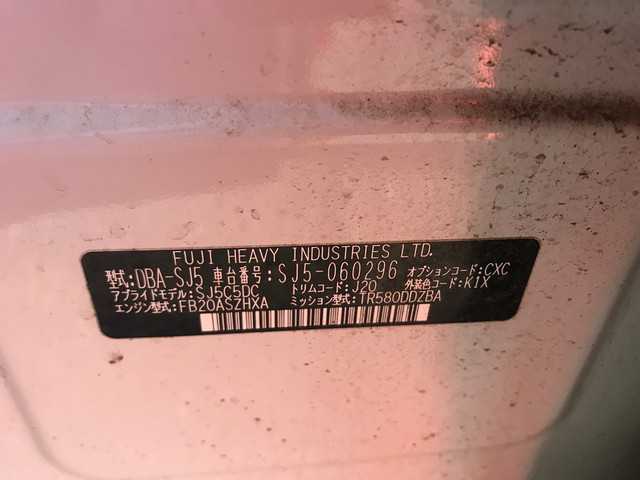 FUJI HEAVY INDUSTRIES LTD.
型式:DBA-SJ5 車台番号:SJ5-060296 オプションコード:CXC
アプライドモデル:SJ5C5DC トリムコード:J20 外装色コード:K1X
エンジン型式:FB20ASZHXA ミッション型式:TR580DDZBA